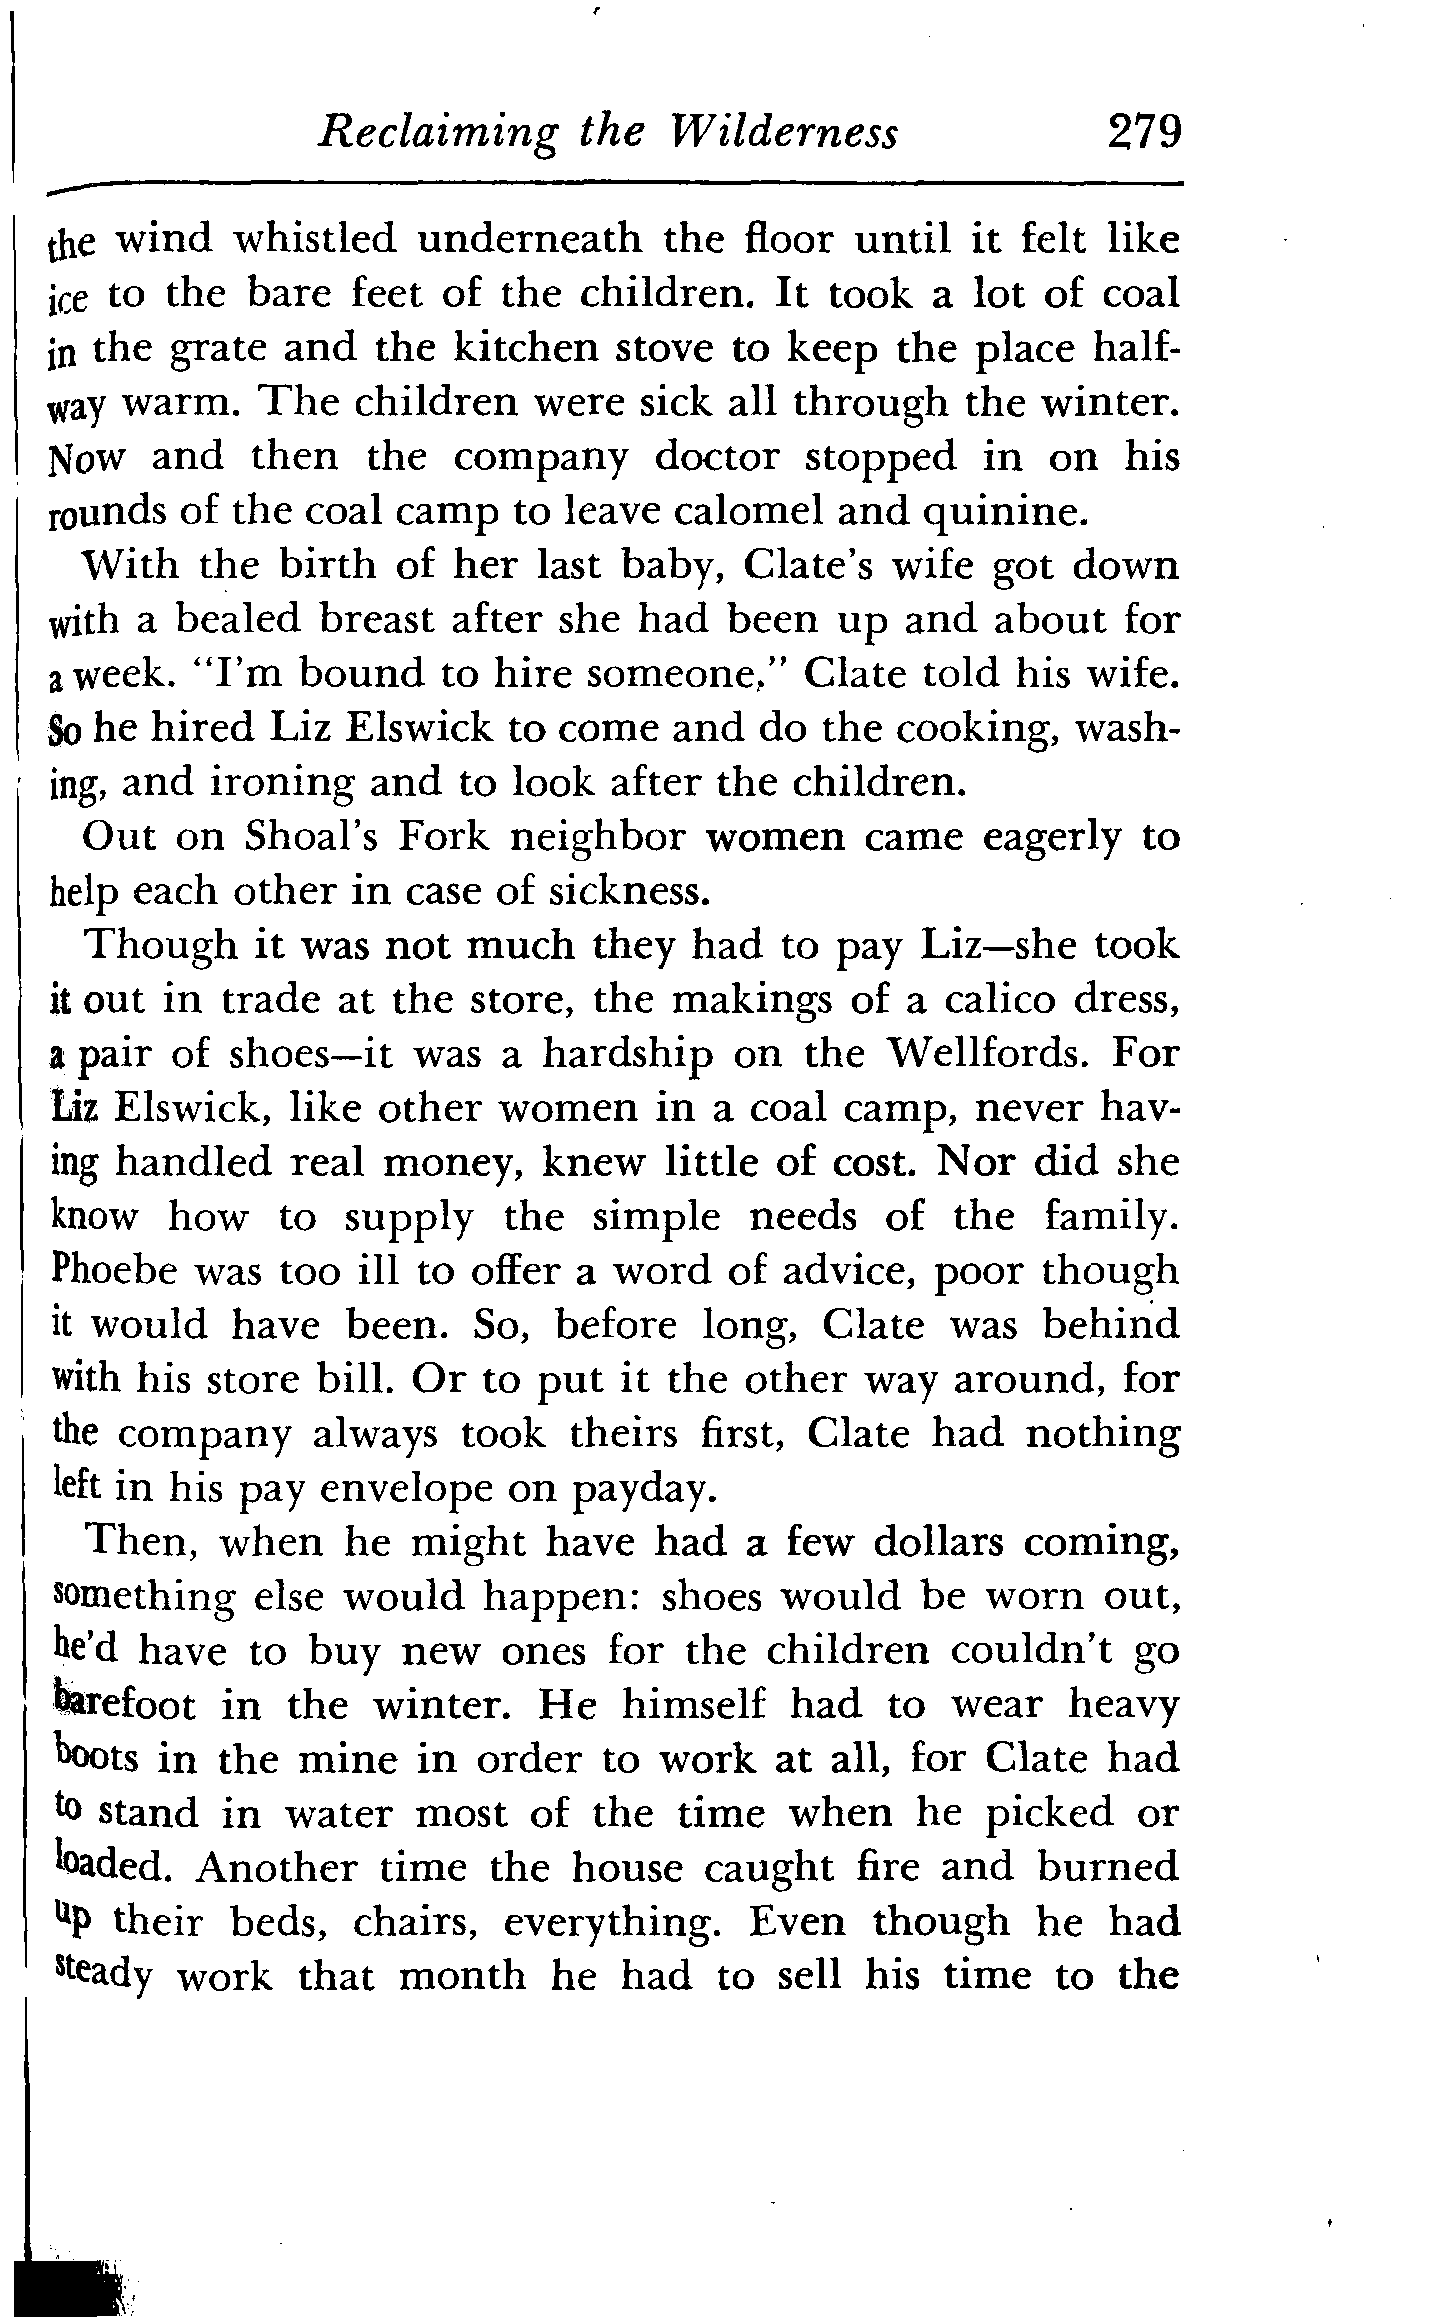 Reclaiming the Wilderness 279
the wind whistled underneath the floor until it felt like
ice to the bare feet of the children. It took a lot of coal
in the grate and the kitchen stove to keep the place half-
way warm. The children were sick all through the winter.
Now and then the company doctor stopped in on his
rounds of the coal camp to leave calomel and quinine.
With the birth of her last baby, Clate's wife got down
with a bealed breast after she had been up and about for
a week. "I'm bound to hire someone," Clate told his wife.
So he hired Liz Elswick to come and do the cooking, wash-
ing, and ironing and to look after the children.
Out on Shoal's Fork neighbor women came eagerly to
help each other in case of sickness.
Though it was not much they had to pay Liz—she took
it out in trade at the store, the makings of a calico dress,
a pair of shoes—it was a hardship on the Wellfords. For
Liz Elswick, like other women in a coal camp, never hav-
ing handled real money, knew little of cost. Nor did she
know how to supply the simple needs of the family.
Phoebe was too ill to offer a word of advice, poor though
it would have been. So, before long, Clate was behind
with his store bill. Or to put it the other way around, for
the company always took theirs first, Clate had nothing
left in his pay envelope on payday.
Then, when he might have had a few dollars coming,
something else would happen: shoes would be worn out,
he'd have to buy new ones for the children couldn't go
barefoot in the winter. He himself had to wear heavy
boots in the mine in order to work at all, for Clate had
to stand in water most of the time when he picked or
loaded. Another time the house caught fire and burned
up their beds, chairs, everything. Even though he had
steady work that month he had to sell his time to the